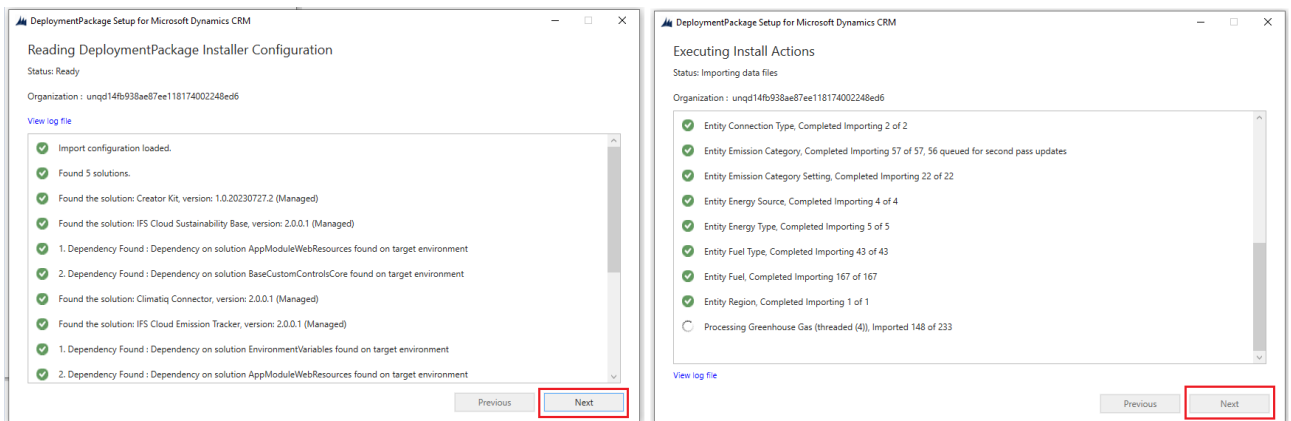 DeploymentPackage Setup for Microsoft Dynamics CRM
Reading DeploymentPackage Installer Configuration
Status: Ready
Organization : unqd14fb938ae87ee118174002248ed6
View log file
Import configuration loaded.
Found 5 solutions.
Found the solution: Creator Kit, version: 1.0.20230727.2 (Managed)
Found the solution: IFS Cloud Sustainability Base, version: 2.0.0.1 (Managed)
1. Dependency Found : Dependency on solution AppModuleWebResources found on target environment
2. Dependency Found : Dependency on solution BaseCustomControlsCore found on target environment
Found the solution: Climatiq Connector, version: 2.0.0.1 (Managed)
Found the solution: IFS Cloud Emission Tracker, version: 2.0.0.1 (Managed)
1. Dependency Found : Dependency on solution EnvironmentVariables found on target environment
2. Dependency Found : Dependency on solution AppModuleWebResources found on target environment
Previous
Next
DeploymentPackage Setup for Microsoft Dynamics CRM
Executing Install Actions
Status: Importing data files
Organization : unqd14fb938ae87ee118174002248ed6
Entity Connection Type, Completed Importing 2 of 2
Entity Emission Category, Completed Importing 57 of 57, 56 queued for second pass updates
Entity Emission Category Setting, Completed Importing 22 of 22
Entity Energy Source, Completed Importing 4 of 4
Entity Energy Type, Completed Importing 5 of 5
Entity Fuel Type, Completed Importing 43 of 43
Entity Fuel, Completed Importing 167 of 167
Entity Region, Completed Importing 1 of 1
Processing Greenhouse Gas (threaded (4)), Imported 148 of 233
View log file
Previous
Next